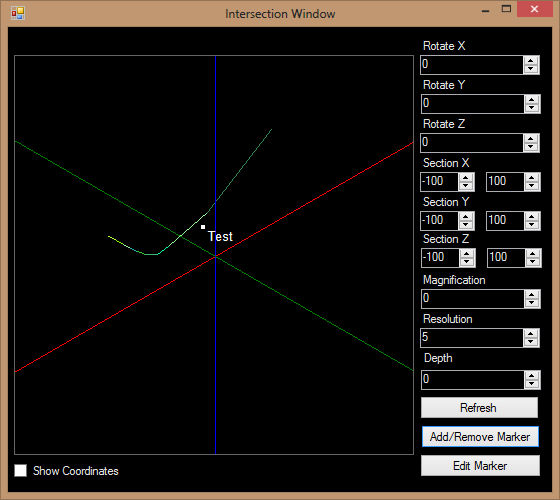 Intersection Window
Rotate X
0
Rotate Y
0
Rotate Z
0
Section X
-100 100
Section Y
-100 100
Section Z
-100 100
Magnification
0
Resolution
5
Depth
0
Refresh
Add/Remove Marker
Edit Marker
Test
Show Coordinates